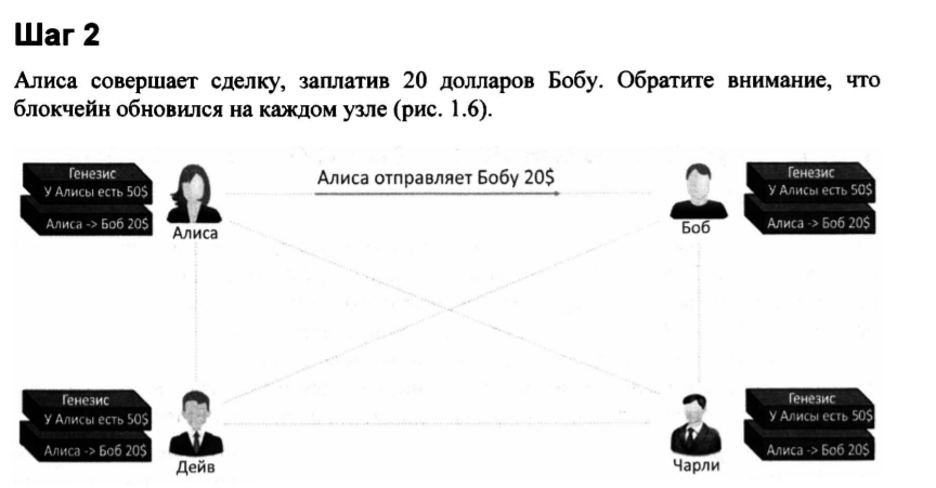 Шаг 2
Алиса совершает сделку, заплатив 20 долларов Бобу. Обратите внимание, что
блокчейн обновился на каждом узле (рис. 1.6).
Генезис
У Алисы есть 50$
Алиса -> Боб 20$
Алиса
Алиса отправляет Бобу 20$
Боб
Генезис
У Алисы есть 50$
Алиса -> Боб 20$
Генезис
У Алисы есть 50$
Алиса -> Боб 20$
Дейв
Чарли
Генезис
У Алисы есть 50$
Алиса -> Боб 20$